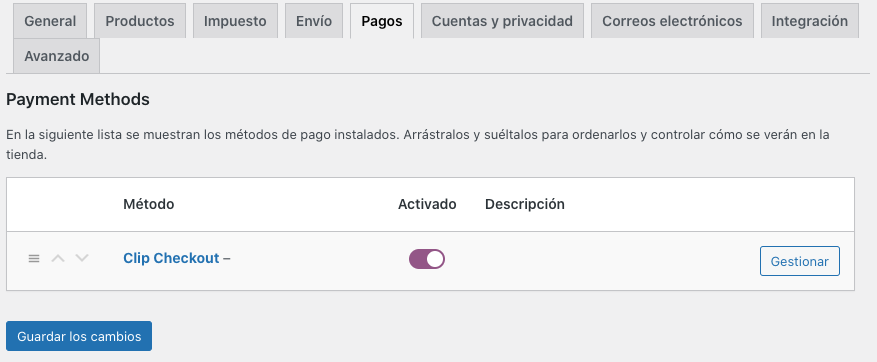 General Productos Impuesto Envío Pagos Cuentas y privacidad Correos electrónicos Integración
Avanzado
Payment Methods
En la siguiente lista se muestran los métodos de pago instalados. Arrástralos y suéltalos para ordenarlos y controlar cómo se verán en la
tienda.
Método Activado Descripción
Clip Checkout – Gestionar
Guardar los cambios